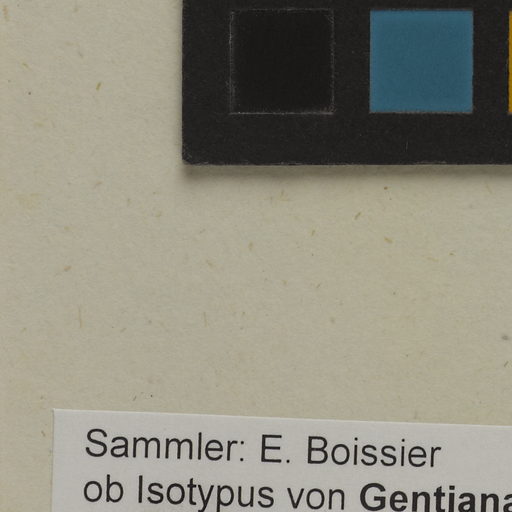 Sammler: E. Boissier
ob Isotypus von Gentiana